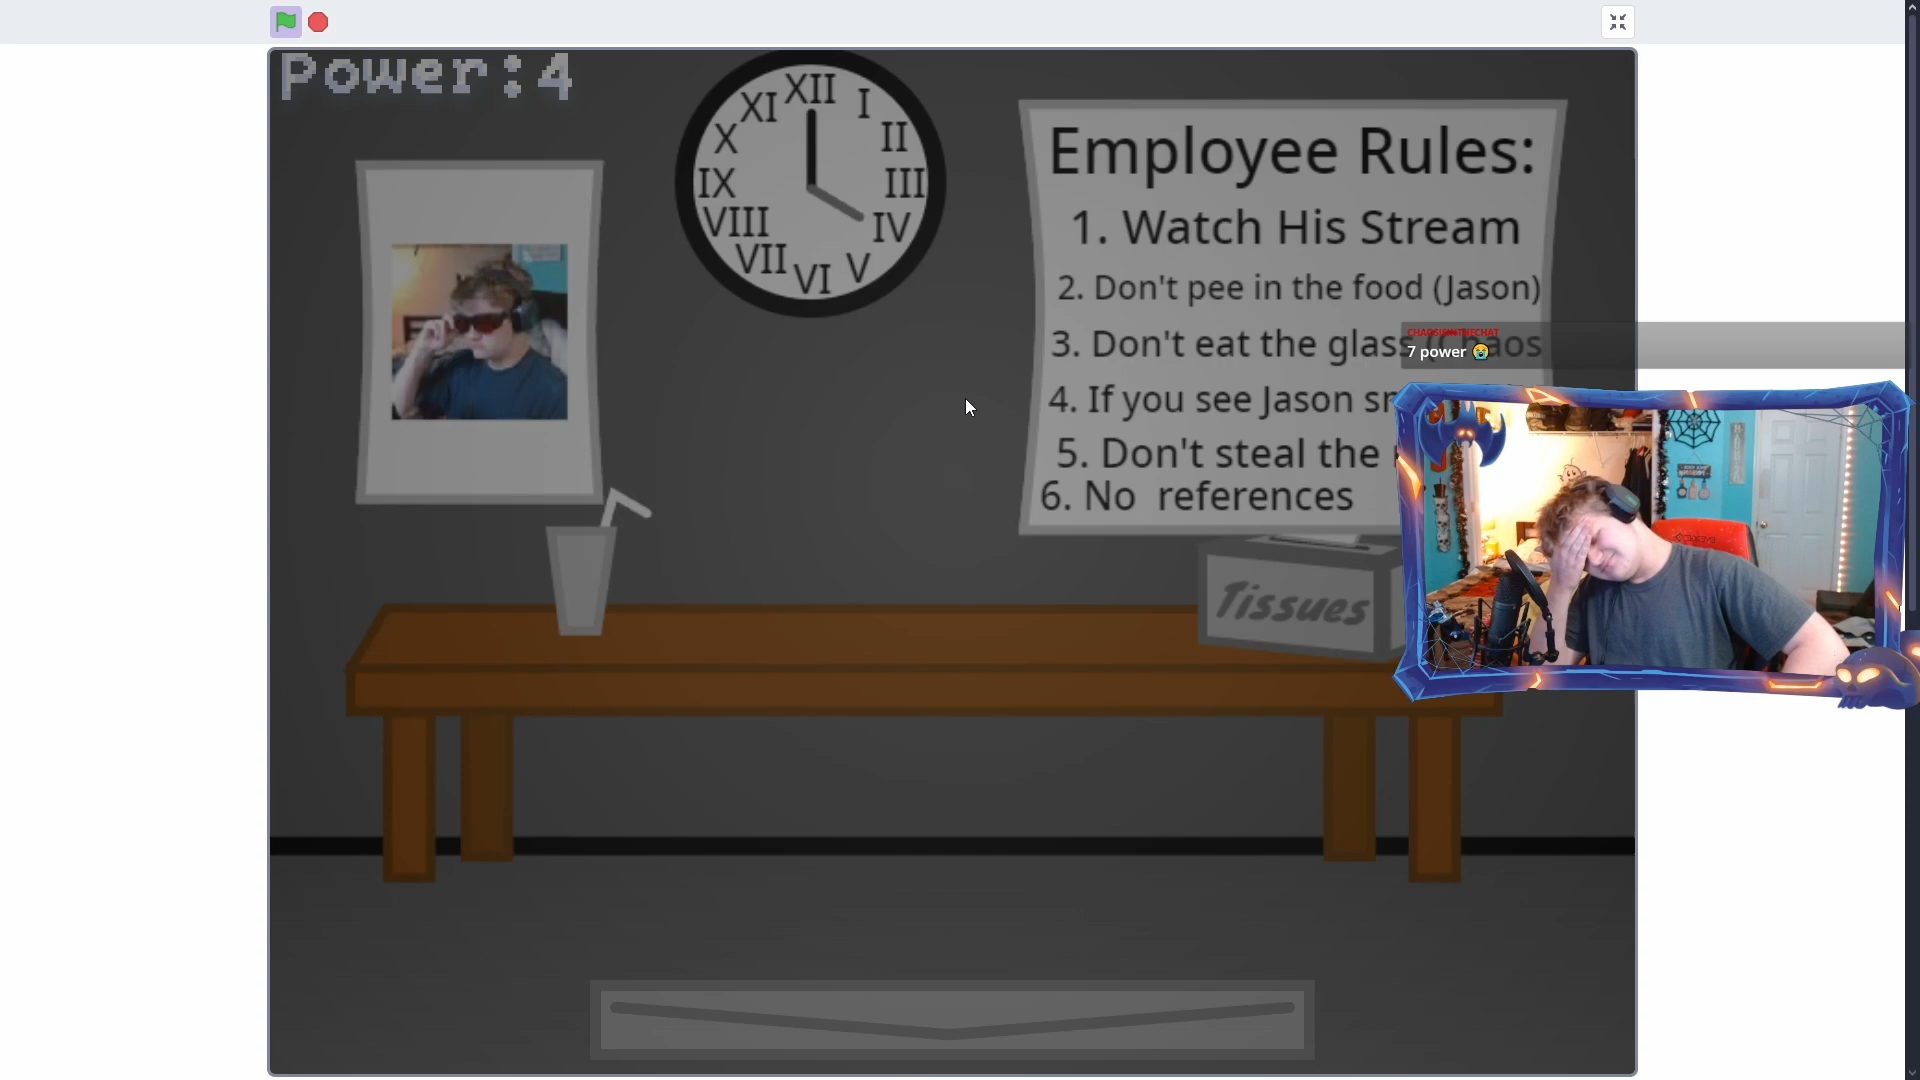 Power:4
XII
I
II
III
IV
V
VI
VII
VIII
IX
X
XI
Employee Rules:
1. Watch His Stream
2. Don't pee in the food (Jason)
3. Don't eat the glass (Chaos
4. If you see Jason
5. Don't steal the
6. No references
7 power 😭
Tissues